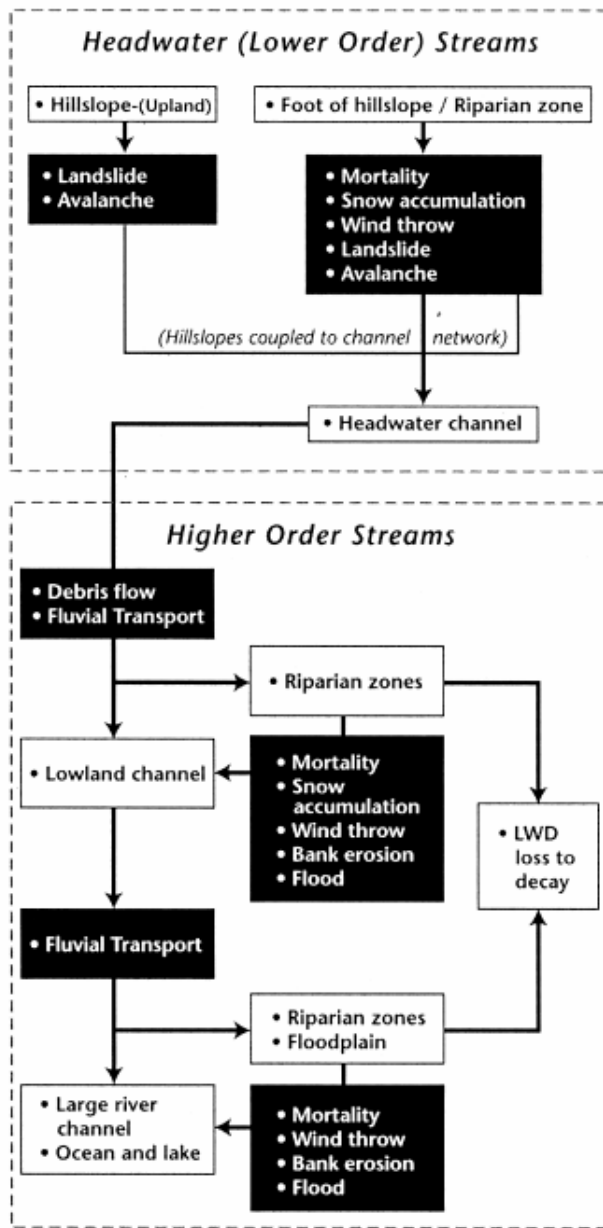 Headwater (Lower Order) Streams
• Hillslope-(Upland)
• Foot of hillslope / Riparian zone
• Landslide
• Avalanche
• Mortality
• Snow accumulation
• Wind throw
• Landslide
• Avalanche
(Hillslopes coupled to channel network)
• Headwater channel
Higher Order Streams
• Debris flow
• Fluvial Transport
• Riparian zones
• Lowland channel
• Mortality
• Snow
accumulation
• Wind throw
• Bank erosion
• Flood
• LWD
loss to
decay
• Fluvial Transport
• Riparian zones
• Floodplain
• Large river
channel
• Ocean and lake
• Mortality
• Wind throw
• Bank erosion
• Flood